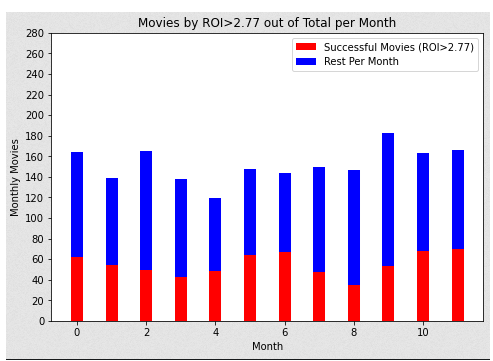 Movies by ROI>2.77 out of Total per Month
Successful Movies (ROI>2.77)
Rest Per Month
Monthly Movies
280
260
240
220
200
180
160
140
120
100
80
60
40
20
0
0 2 4 6 8 10
Month